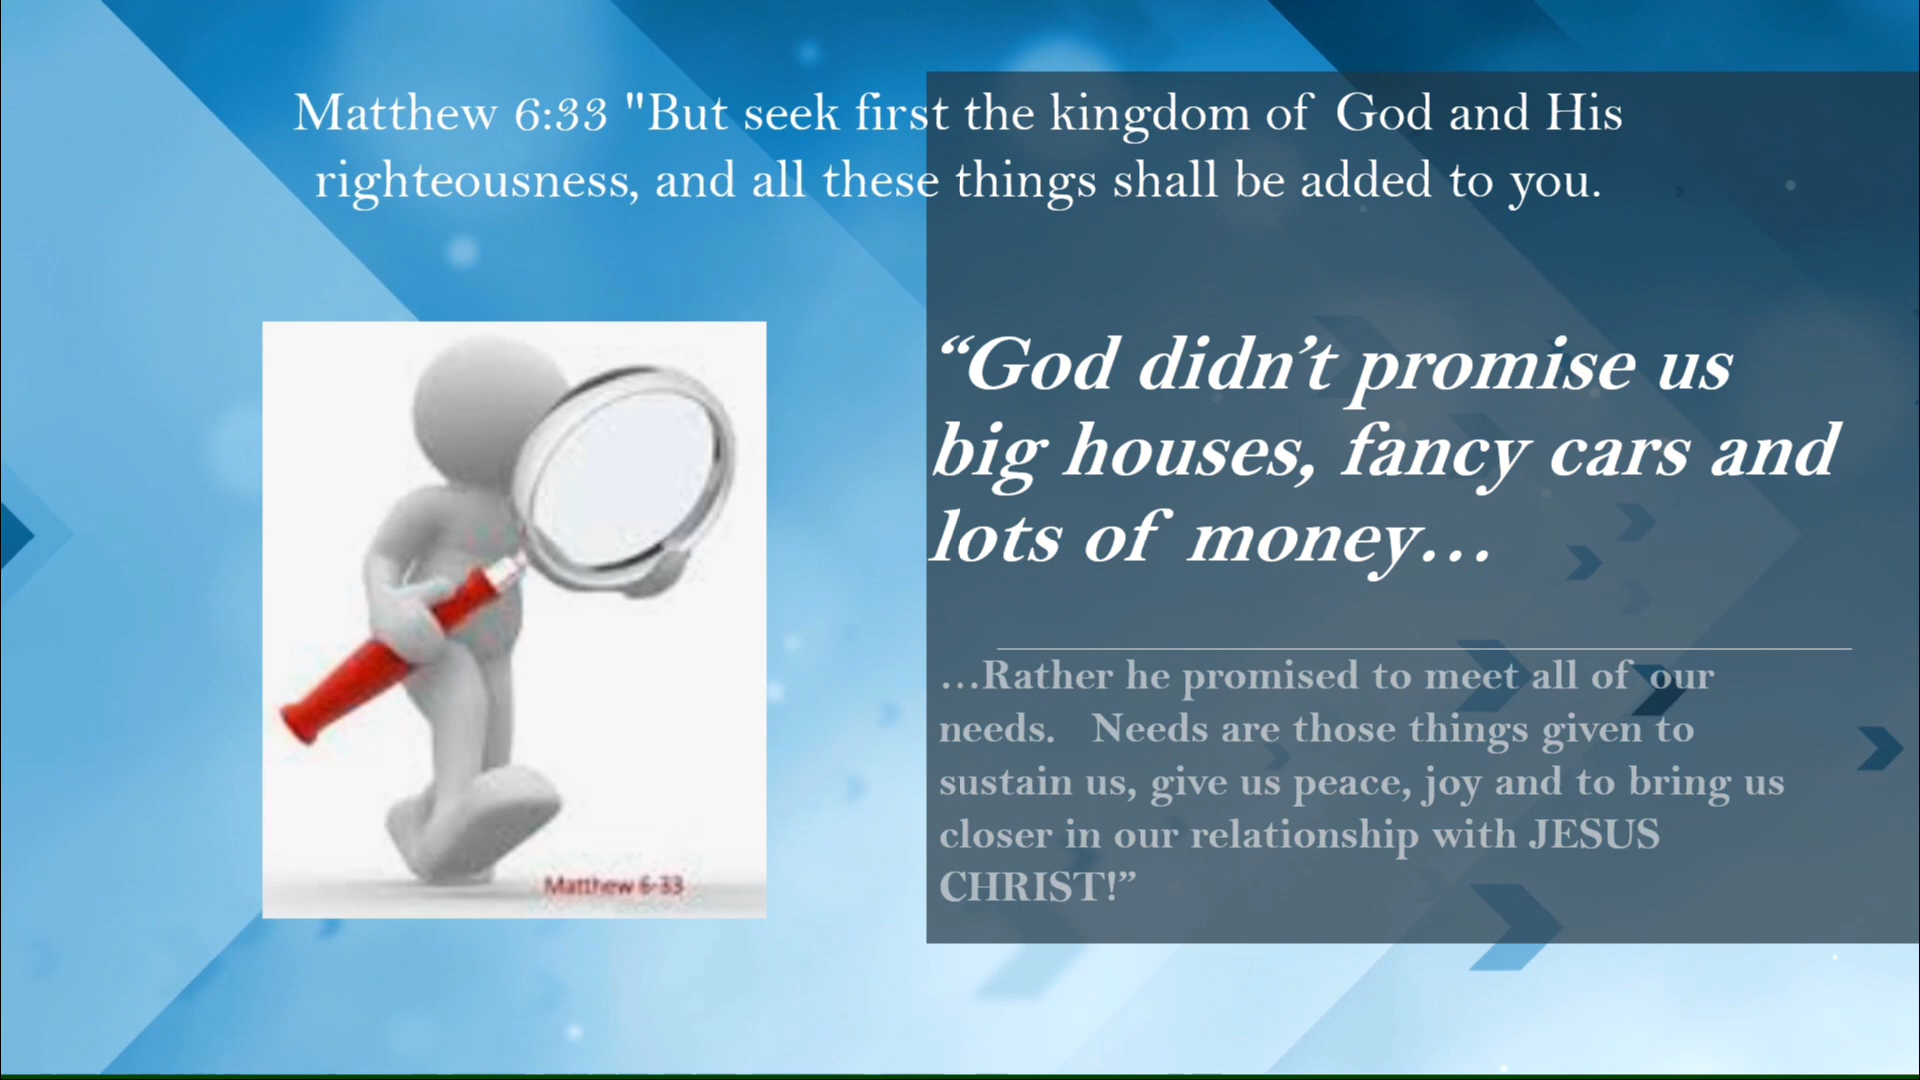 Matthew 6:33 "But seek first the kingdom of God and His
righteousness, and all these things shall be added to you.
“God didn’t promise us
big houses, fancy cars and
lots of money…
…Rather he promised to meet all of our
needs. Needs are those things given to
sustain us, give us peace, joy and to bring us
closer in our relationship with JESUS
CHRIST!”
Matthew 6-33